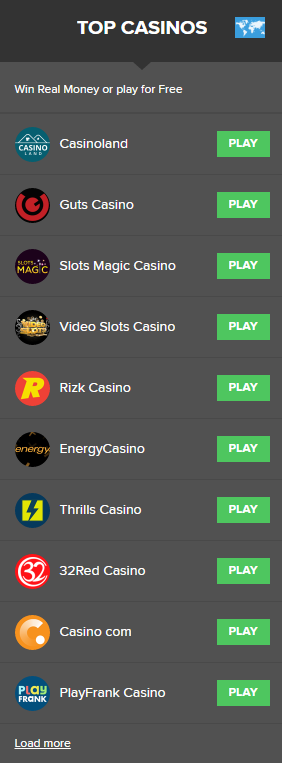 TOP CASINOS
Win Real Money or play for Free
CASINO
LAND
Casinoland
PLAY
Guts Casino
PLAY
SLOTS
MAGIC
Slots Magic Casino
PLAY
VIDEO
SLOTS
Video Slots Casino
PLAY
R
Rizk Casino
PLAY
energy
EnergyCasino
PLAY
Thrills Casino
PLAY
32
32Red Casino
PLAY
Casino com
PLAY
PLAY
FRANK
PlayFrank Casino
PLAY
Load more